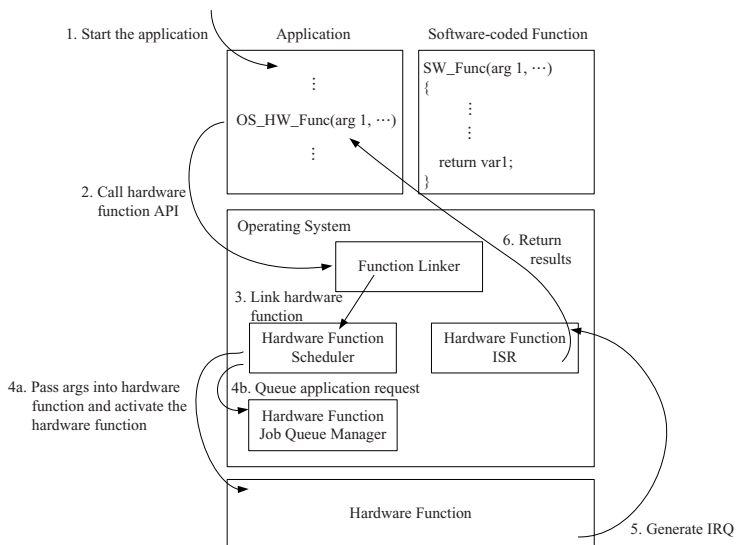 1. Start the application
Application
Software-coded Function
⋮
OS_HW_Func(arg 1, ⋯)
⋮
SW_Func(arg 1, ⋯)
{
⋮
⋮
return var1;
}
2. Call hardware
function API
Operating System
6. Return
results
Function Linker
3. Link hardware
function
Hardware Function
Scheduler
Hardware Function
ISR
4a. Pass args into hardware
function and activate the
hardware function
4b. Queue application request
Hardware Function
Job Queue Manager
Hardware Function
5. Generate IRQ